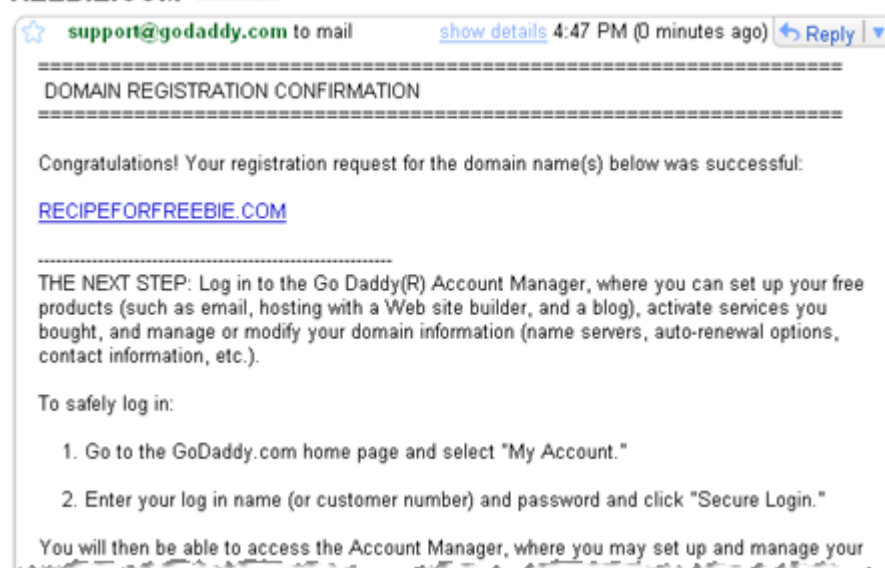 support@godaddy.com to mail show details 4:47 PM (0 minutes ago) Reply
===================================================================
DOMAIN REGISTRATION CONFIRMATION
===================================================================
Congratulations! Your registration request for the domain name(s) below was successful:
RECIPEFORFREEBIE.COM
-----------------------------------------------------------
THE NEXT STEP: Log in to the Go Daddy(R) Account Manager, where you can set up your free
products (such as email, hosting with a Web site builder, and a blog), activate services you
bought, and manage or modify your domain information (name servers, auto-renewal options,
contact information, etc.).
To safely log in:
1. Go to the GoDaddy.com home page and select "My Account."
2. Enter your log in name (or customer number) and password and click "Secure Login."
You will then be able to access the Account Manager, where you may set up and manage your